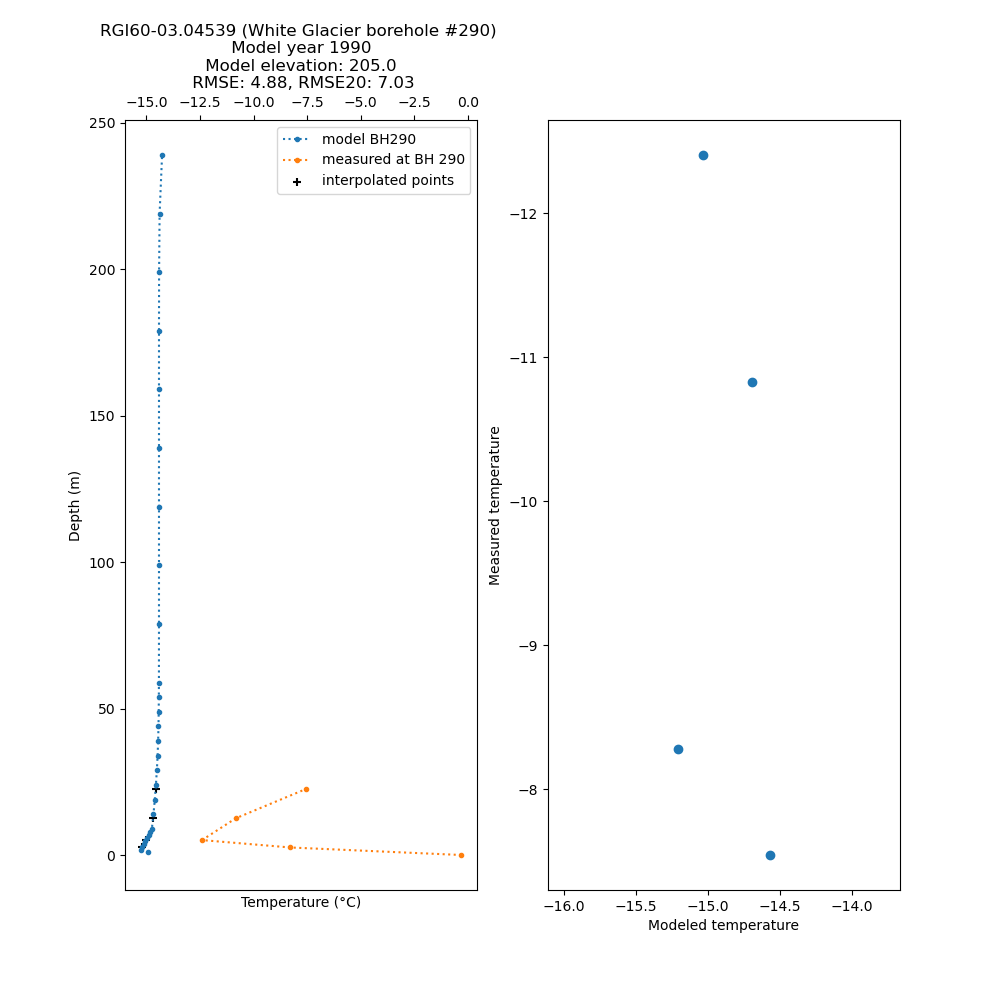 RGI60-03.04539 (White Glacier borehole #290)
Model year 1990
Model elevation: 205.0
RMSE: 4.88, RMSE20: 7.03
−15.0 −12.5 −10.0 −7.5 −5.0 −2.5 0.0
250
200
150
100
50
0
Depth (m)
model BH290
measured at BH 290
interpolated points
Temperature (°C)
−12
−11
−10
−9
−8
Measured temperature
−16.0 −15.5 −15.0 −14.5 −14.0
Modeled temperature